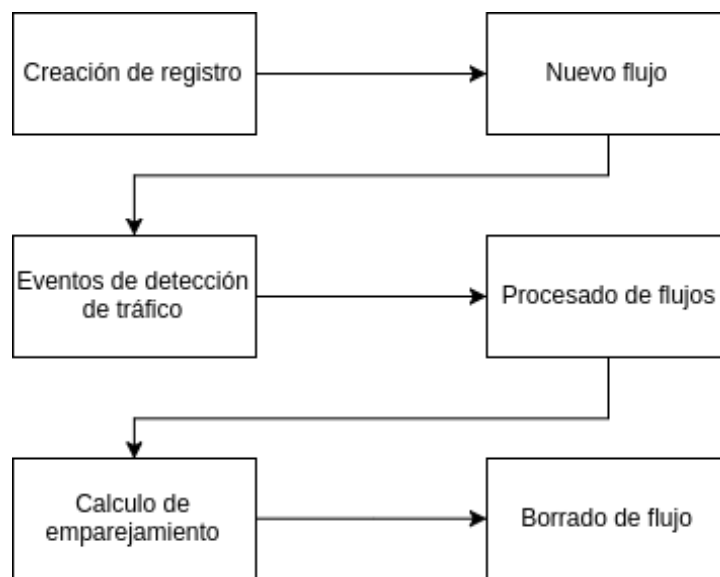 Creación de registro
Nuevo flujo
Eventos de detección
de tráfico
Procesado de flujos
Calculo de
emparejamiento
Borrado de flujo